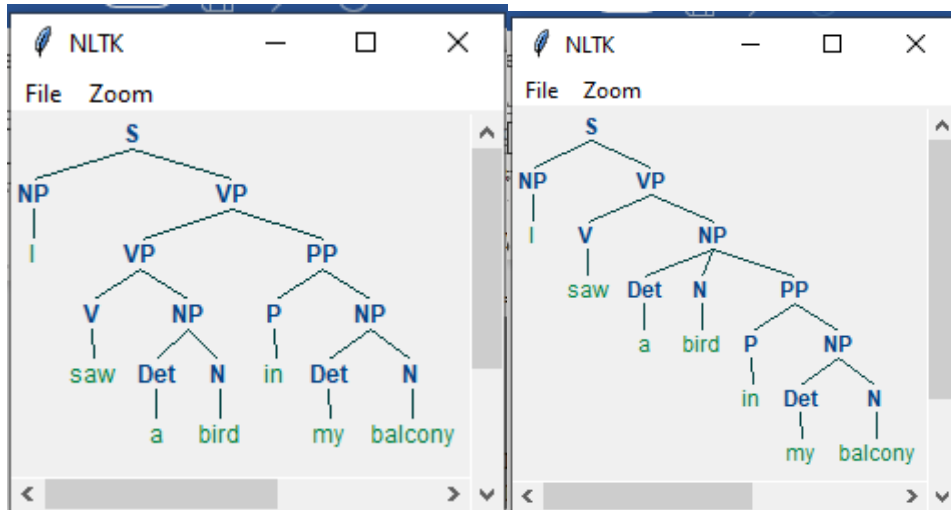 NLTK
File Zoom
S
NP VP
I VP PP
V NP P NP
saw Det N in Det N
a bird my balcony
NLTK
File Zoom
S
NP VP
I V NP
saw Det N PP
a bird P NP
in Det N
my balcony